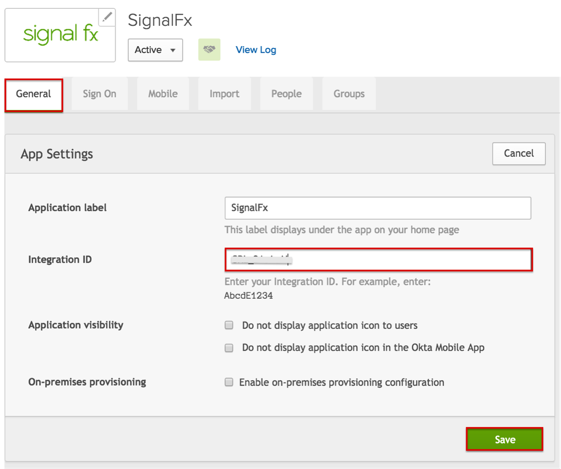 signal fx
SignalFx
Active
View Log
General
Sign On
Mobile
Import
People
Groups
App Settings
Cancel
Application label
SignalFx
This label displays under the app on your home page
Integration ID
Enter your Integration ID. For example, enter:
AbcdE1234
Application visibility
Do not display application icon to users
Do not display application icon in the Okta Mobile App
On-premises provisioning
Enable on-premises provisioning configuration
Save